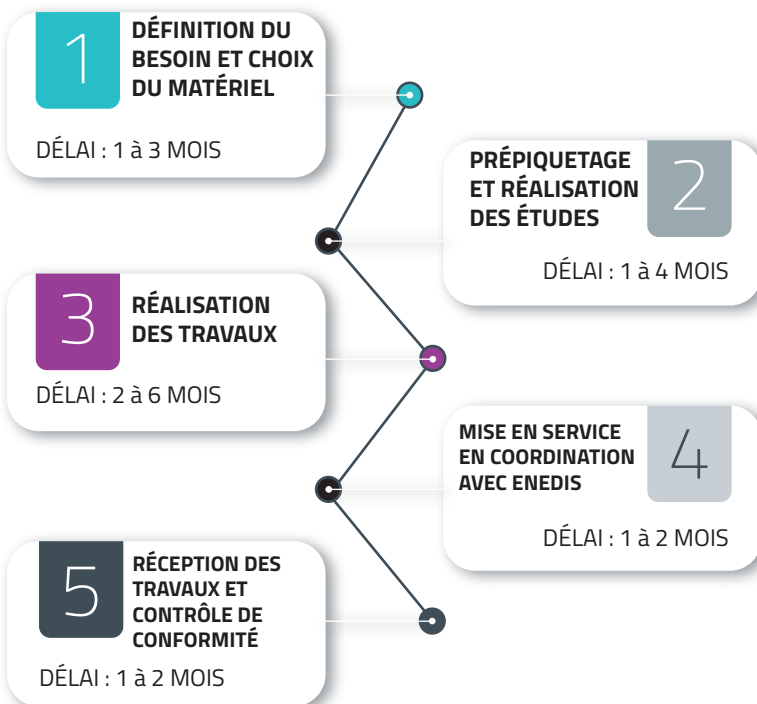 1
DÉFINITION DU
BESOIN ET CHOIX
DU MATÉRIEL
DÉLAI : 1 à 3 MOIS
PRÉPIQUETAGE
ET RÉALISATION
DES ÉTUDES
2
DÉLAI : 1 à 4 MOIS
3
RÉALISATION
DES TRAVAUX
DÉLAI : 2 à 6 MOIS
MISE EN SERVICE
EN COORDINATION
AVEC ENEDIS
4
DÉLAI : 1 à 2 MOIS
5
RÉCEPTION DES
TRAVAUX ET
CONTRÔLE DE
CONFORMITÉ
DÉLAI : 1 à 2 MOIS